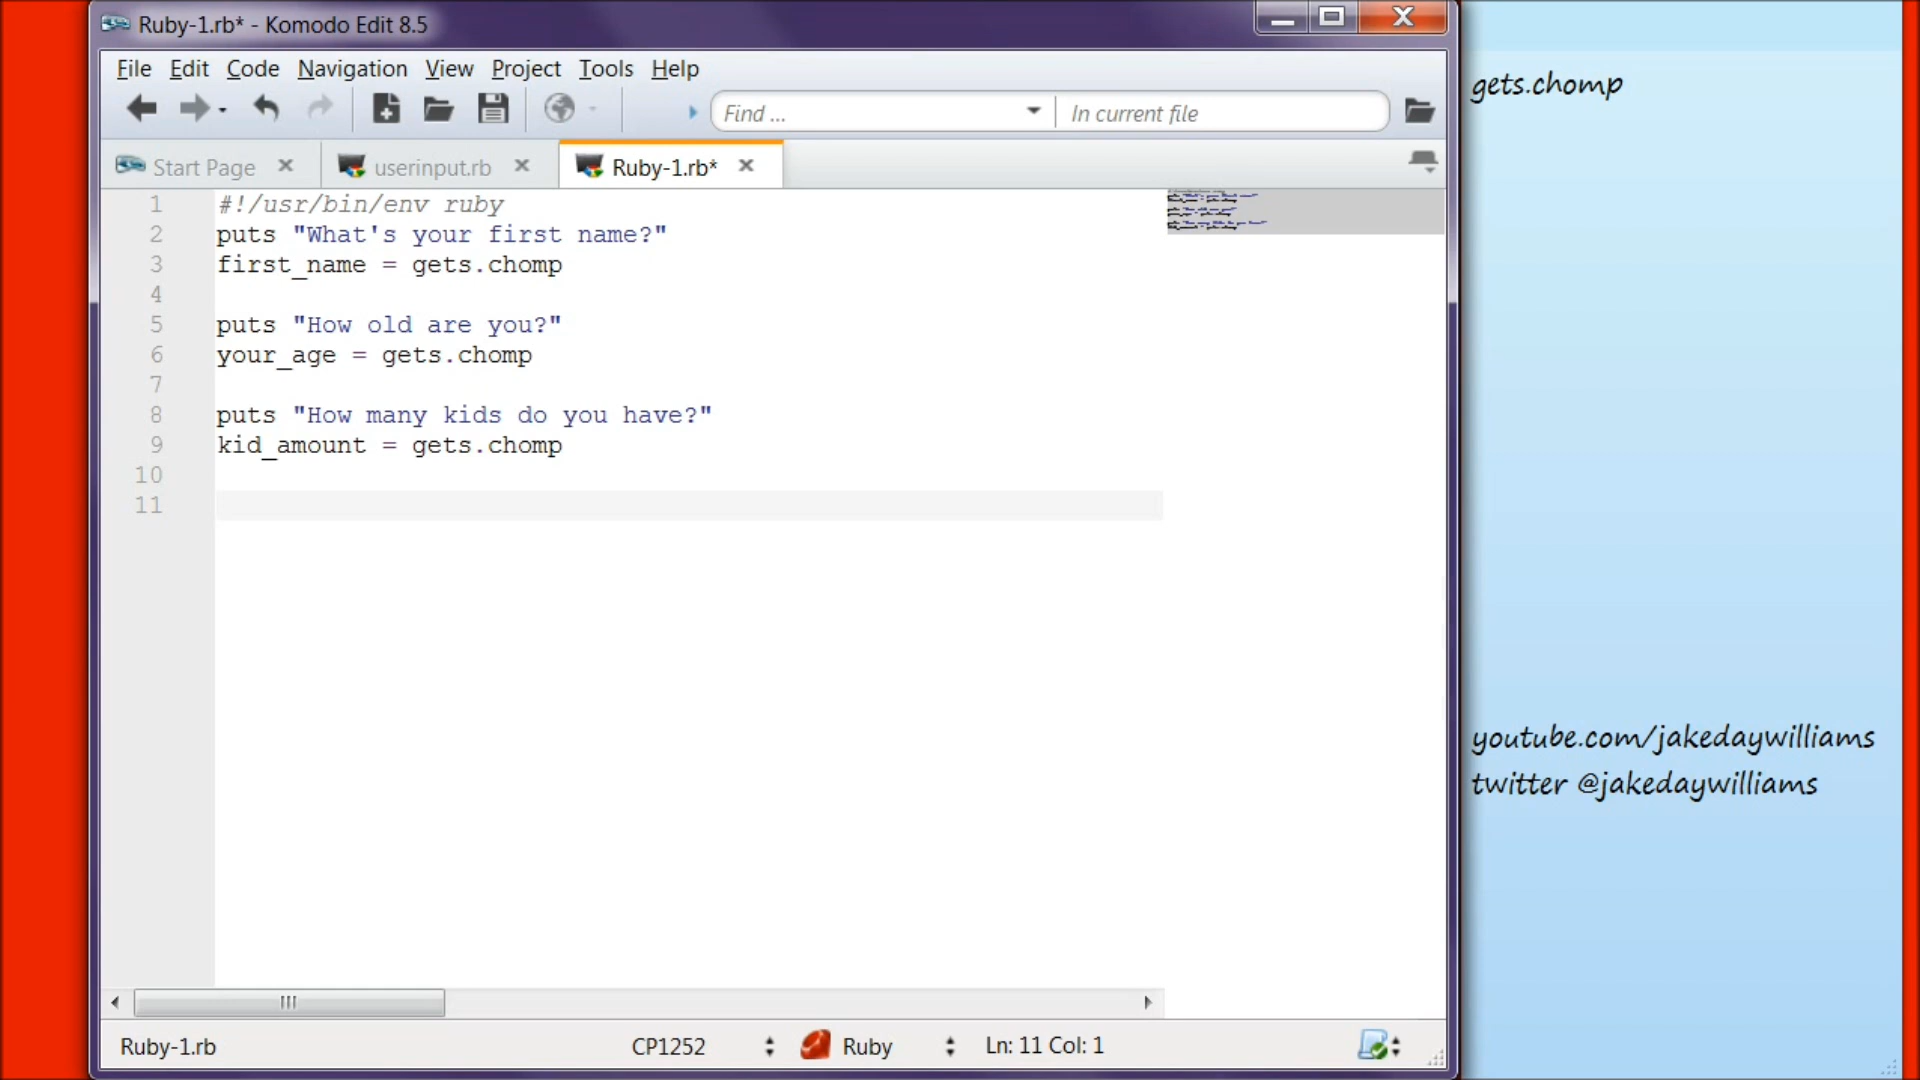 Ruby-1.rb* - Komodo Edit 8.5
File Edit Code Navigation View Project Tools Help
Find ... In current file
Start Page userinput.rb Ruby-1.rb*
1 #!/usr/bin/env ruby
2 puts "What's your first name?"
3 first_name = gets.chomp
4
5 puts "How old are you?"
6 your_age = gets.chomp
7
8 puts "How many kids do you have?"
9 kid_amount = gets.chomp
10
11
Ruby-1.rb CP1252 Ruby Ln: 11 Col: 1
gets.chomp
youtube.com/jakedaywilliams
twitter @jakedaywilliams